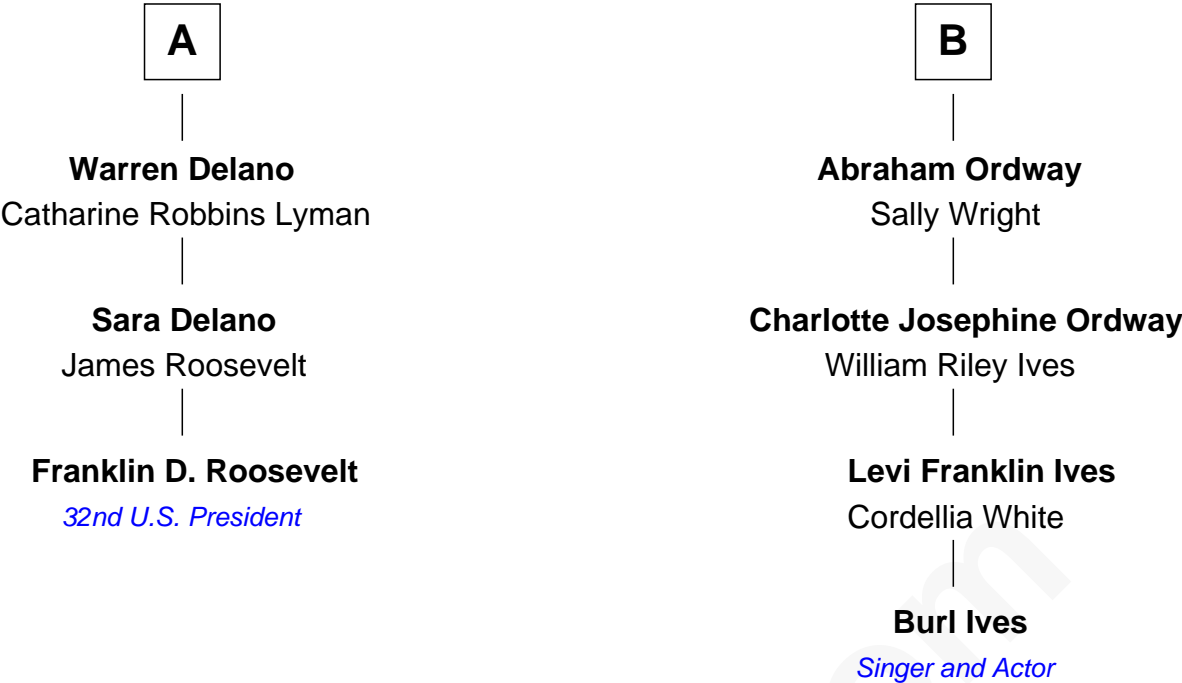 A
Warren Delano
Catharine Robbins Lyman
Sara Delano
James Roosevelt
Franklin D. Roosevelt
32nd U.S. President
B
Abraham Ordway
Sally Wright
Charlotte Josephine Ordway
William Riley Ives
Levi Franklin Ives
Cordellia White
Burl Ives
Singer and Actor